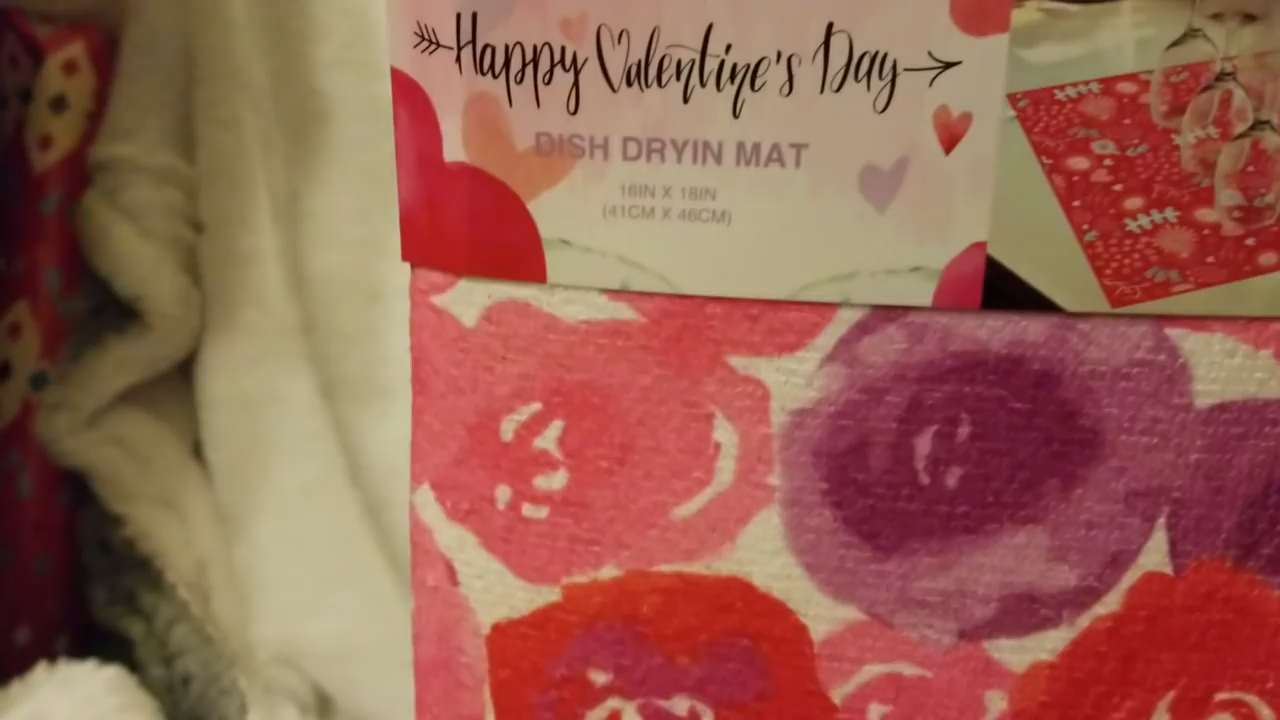 Happy Valentine's Day
DISH DRYIN MAT
16IN X 18IN
(41CM X 46CM)